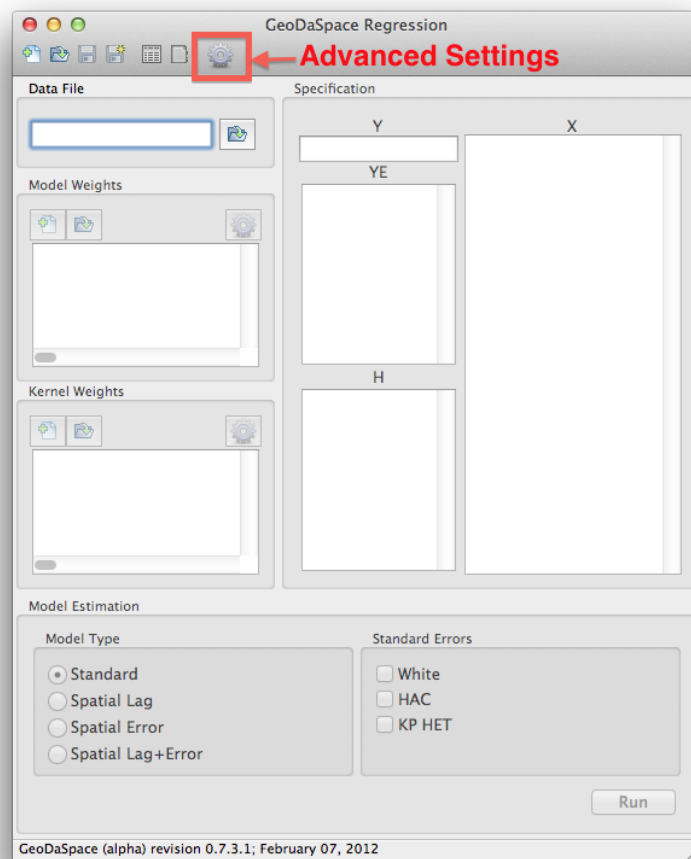 GeoDaSpace Regression
Advanced Settings
Data File
Specification
Y
X
YE
Model Weights
H
Kernel Weights
Model Estimation
Model Type
Standard Errors
Standard
White
Spatial Lag
HAC
Spatial Error
KP HET
Spatial Lag+Error
Run
GeoDaSpace (alpha) revision 0.7.3.1; February 07, 2012